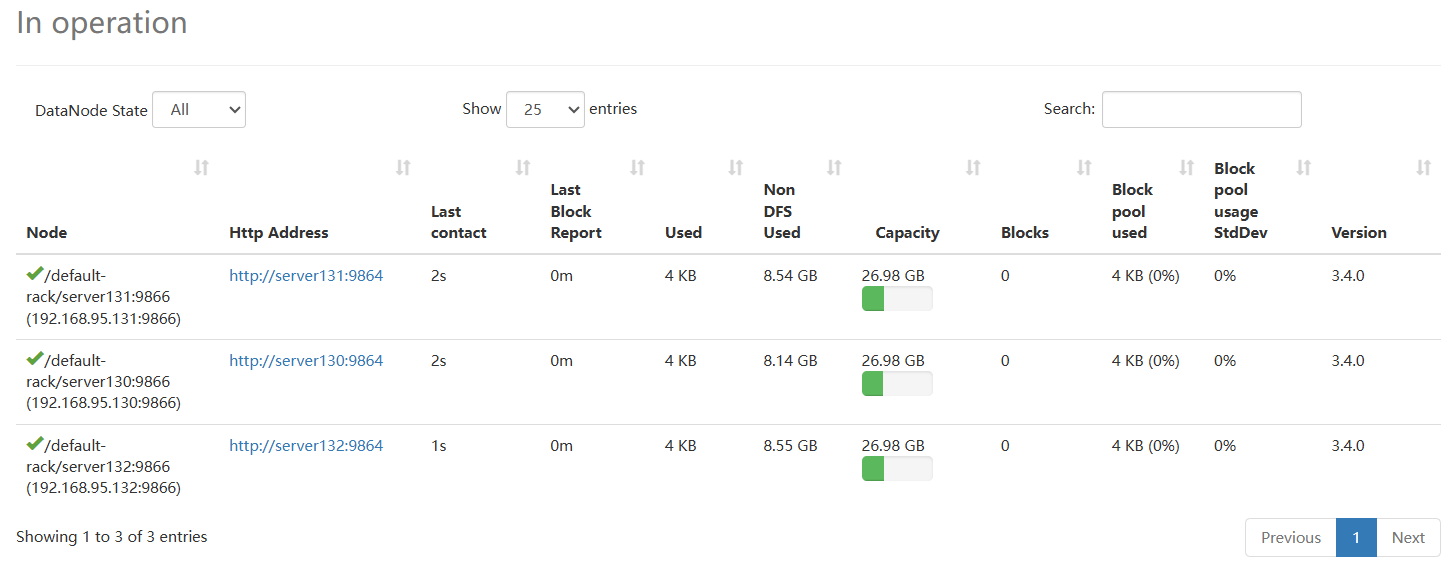 In operation
DataNode State All Show 25 entries Search:
Node Http Address Last contact Last Block Report Used Non DFS Used Capacity Blocks Block pool used Block pool usage StdDev Version
/default-
rack/server131:9866
(192.168.95.131:9866)
http://server131:9864 2s 0m 4 KB 8.54 GB 26.98 GB 0 4 KB (0%) 0% 3.4.0
/default-
rack/server130:9866
(192.168.95.130:9866)
http://server130:9864 2s 0m 4 KB 8.14 GB 26.98 GB 0 4 KB (0%) 0% 3.4.0
/default-
rack/server132:9866
(192.168.95.132:9866)
http://server132:9864 1s 0m 4 KB 8.55 GB 26.98 GB 0 4 KB (0%) 0% 3.4.0
Showing 1 to 3 of 3 entries Previous 1 Next